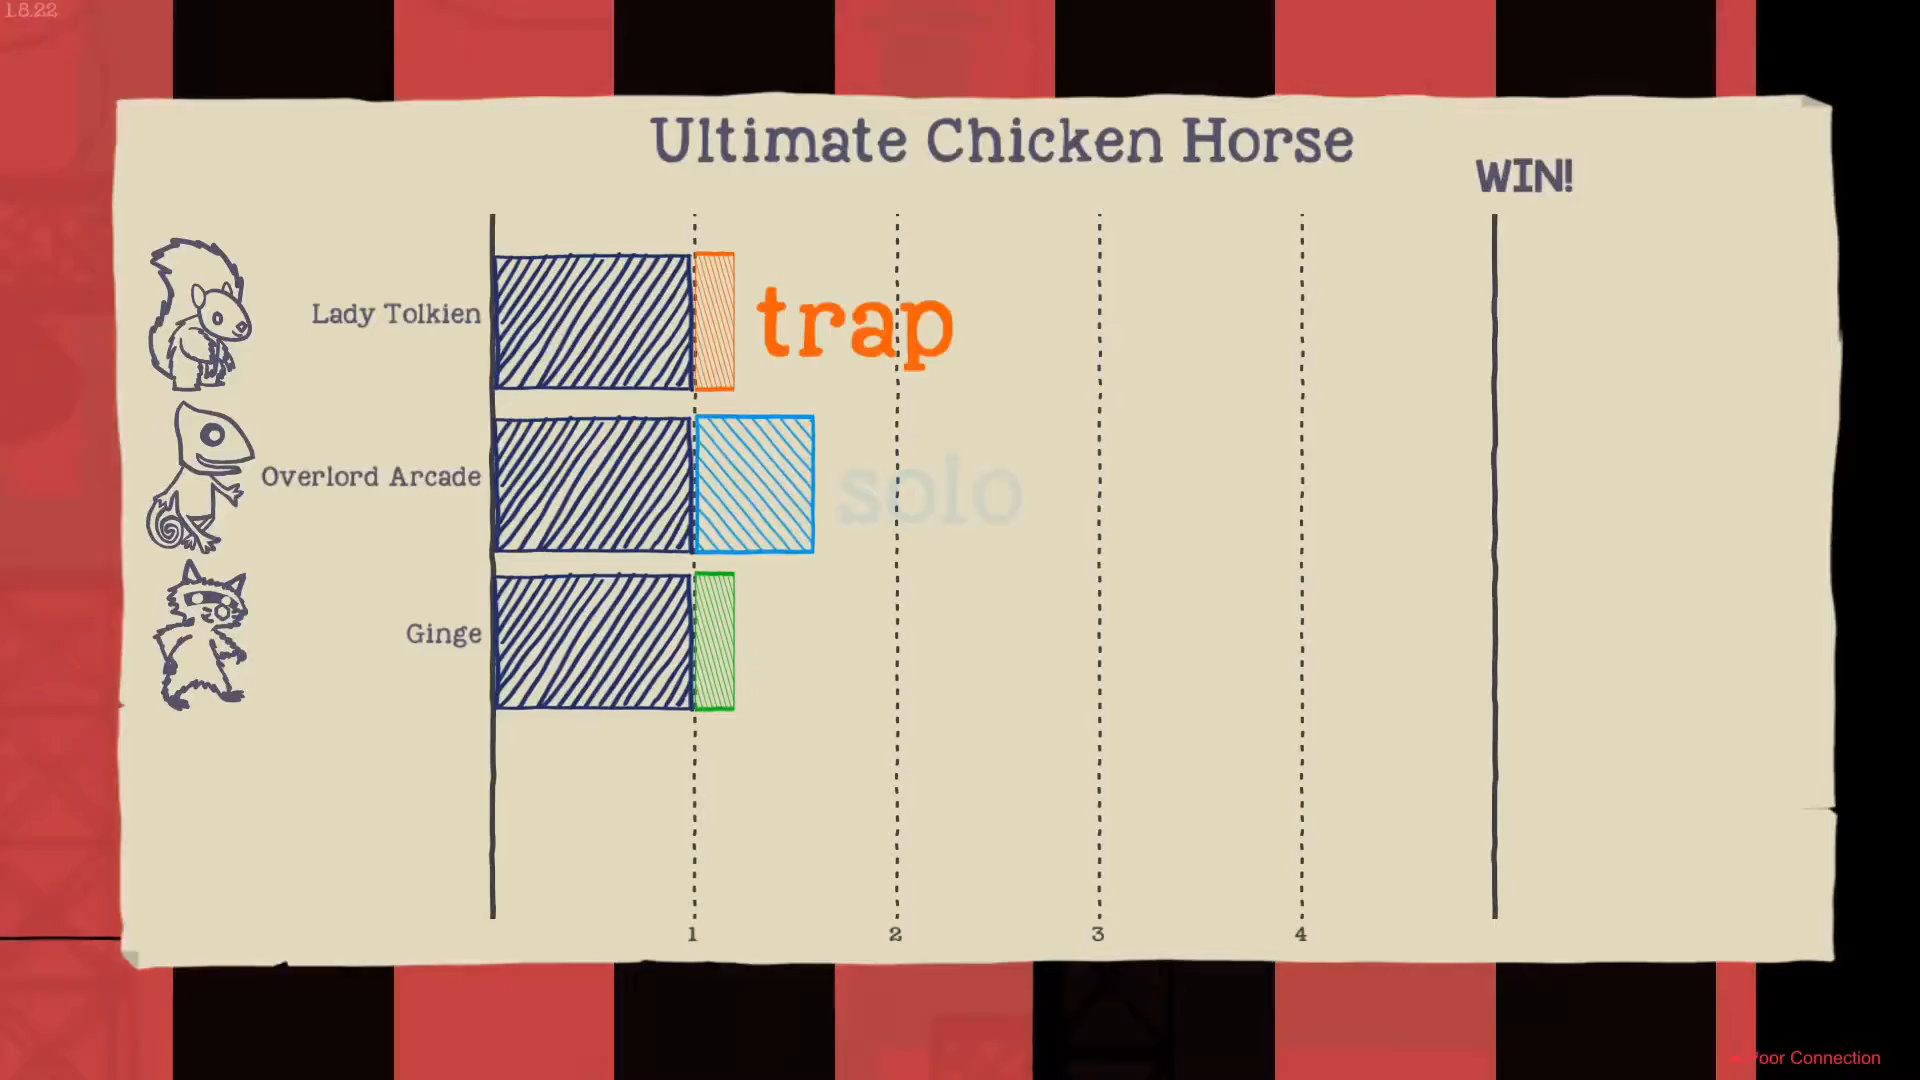 1.8.22
Ultimate Chicken Horse
WIN!
Lady Tolkien
trap
Overlord Arcade
solo
Ginge
1 2 3 4
Poor Connection